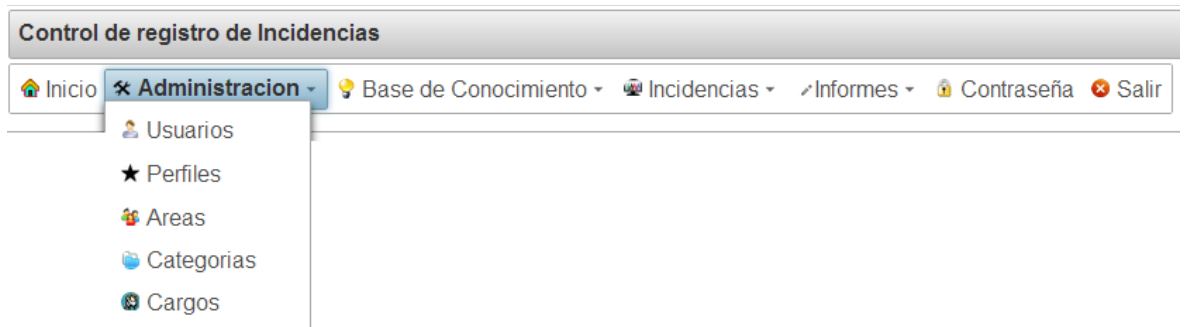 Control de registro de Incidencias
Inicio Administracion Base de Conocimiento Incidencias Informes Contraseña Salir
Usuarios
Perfiles
Areas
Categorias
Cargos